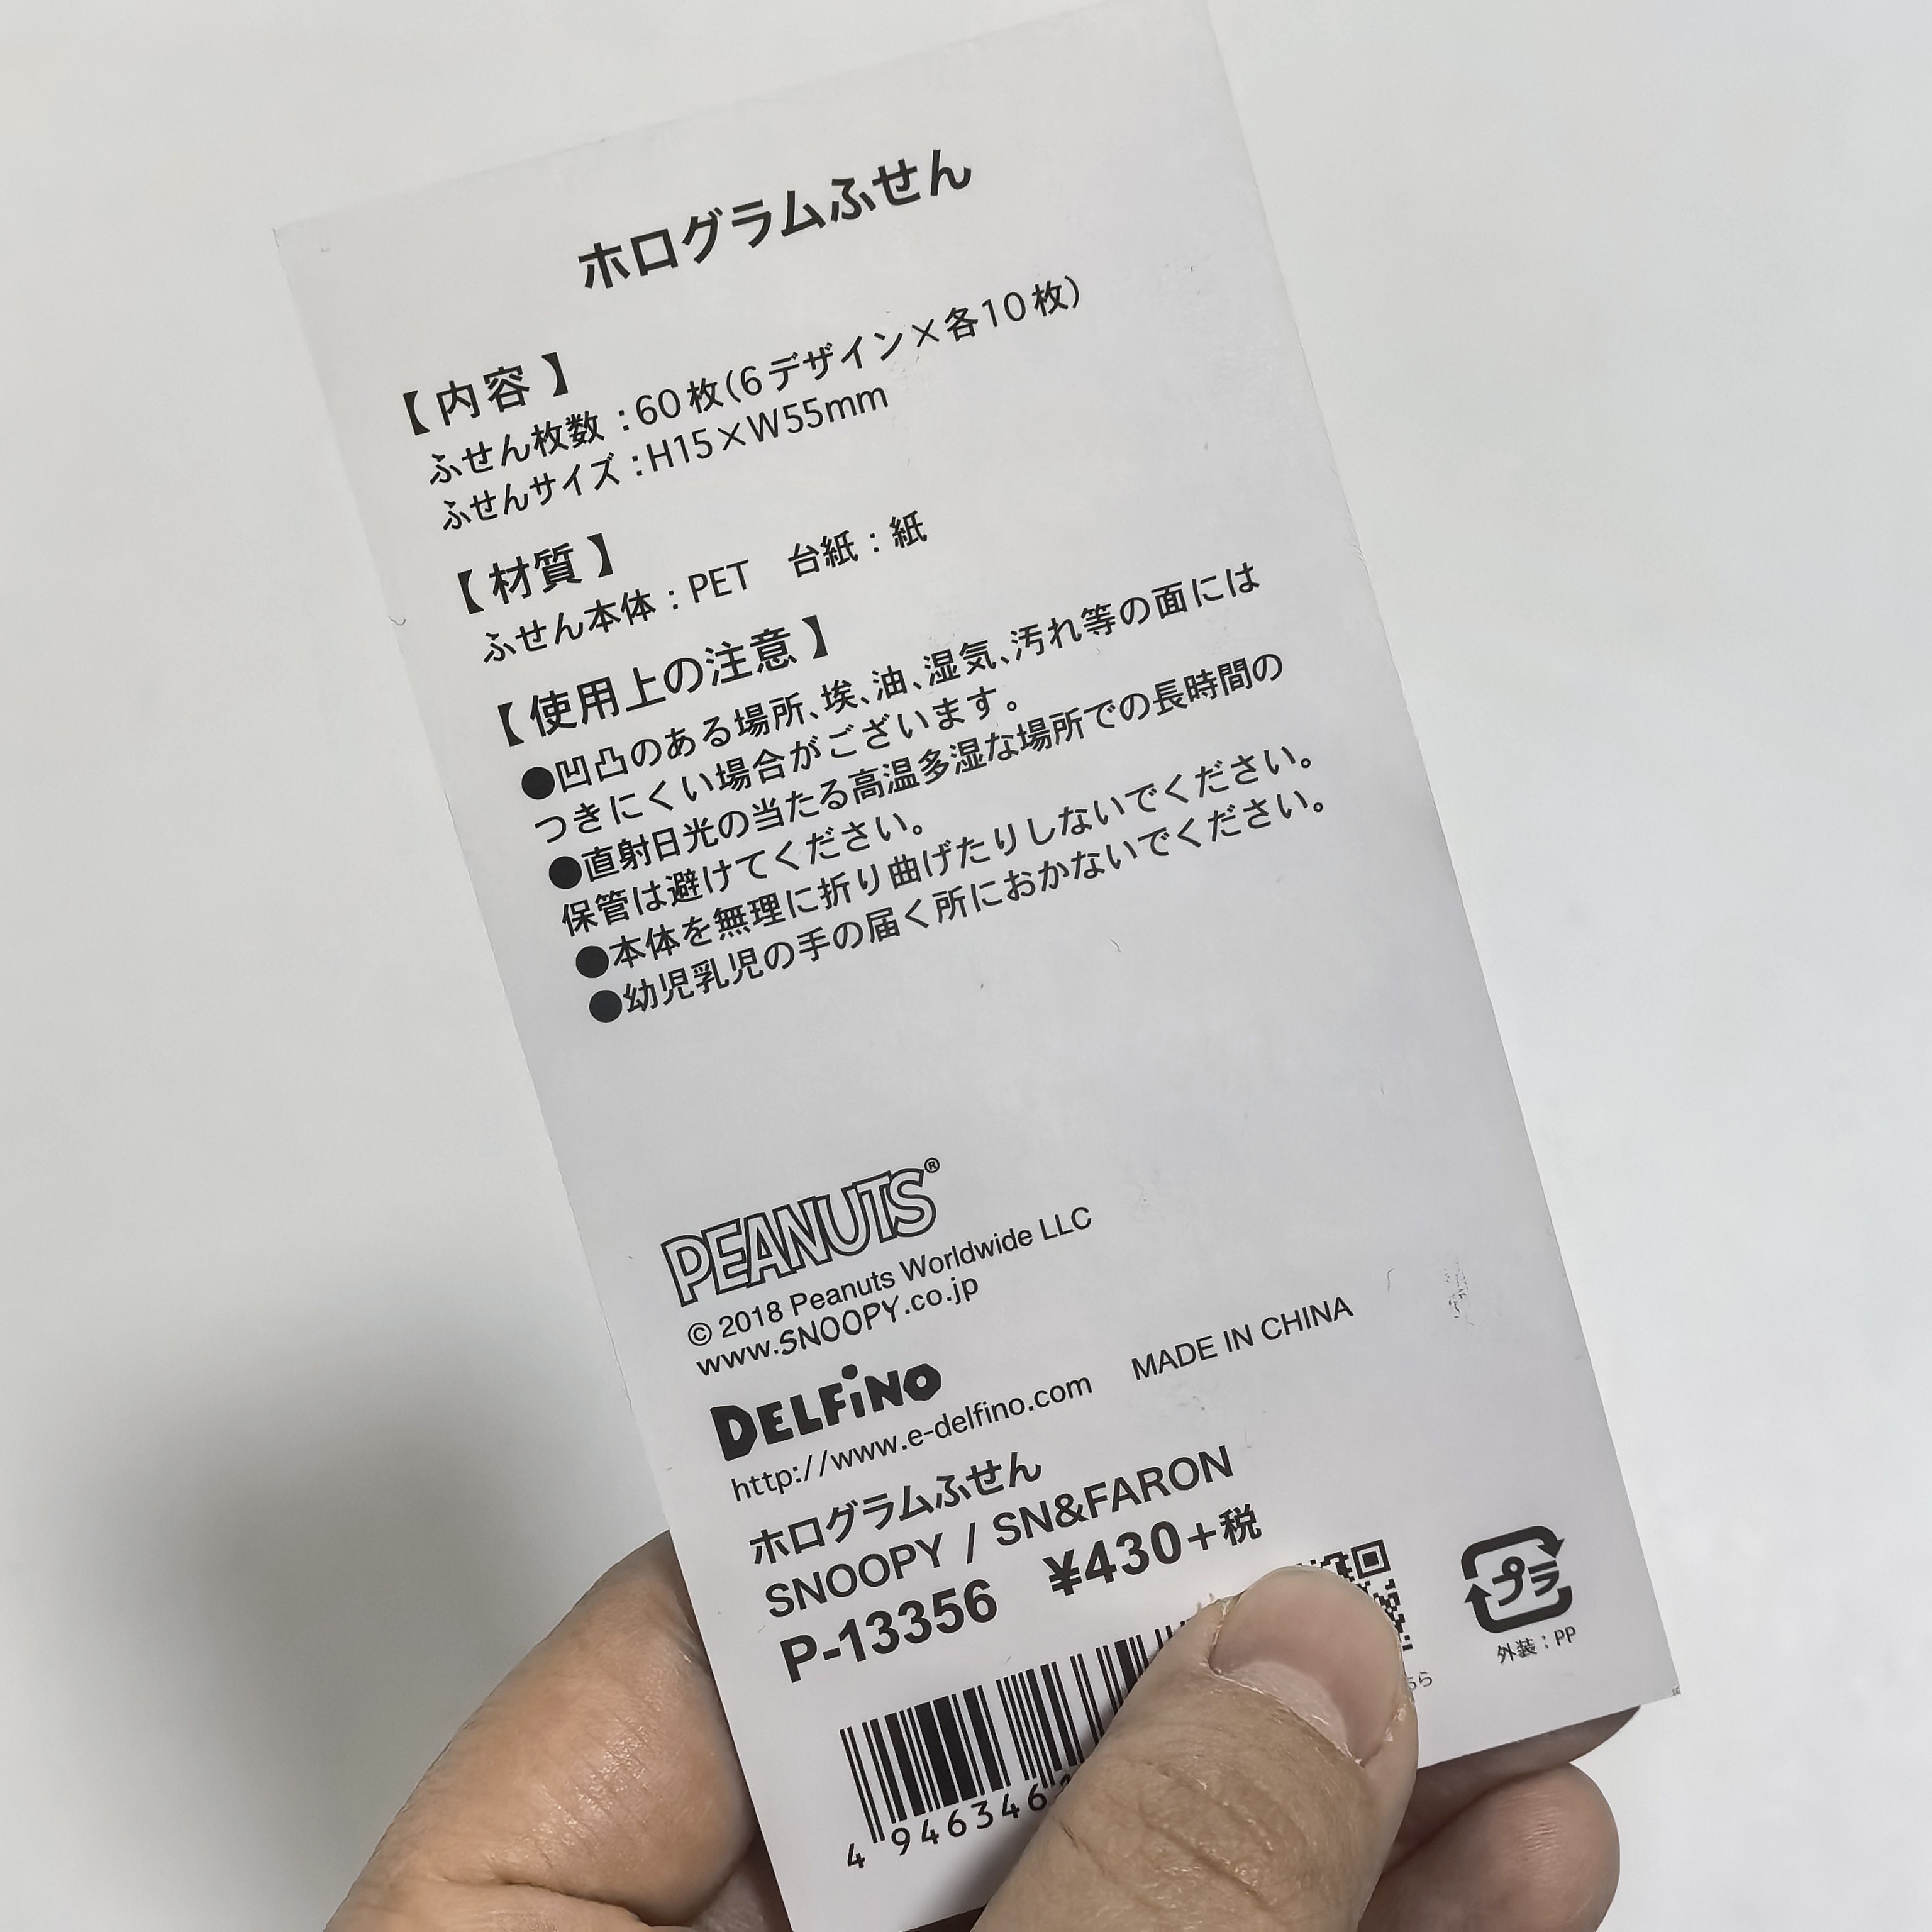 ホログラムふせん
【 内容 】
ふせん枚数 : 60枚(6デザイン×各10枚)
ふせんサイズ : H15×W55mm
【 材質 】
ふせん本体 : PET　台紙 : 紙
【 使用上の注意 】
●凹凸のある場所、埃、油、湿気、汚れ等の面には
つきにくい場合がございます。
●直射日光の当たる高温多湿な場所での長時間の
保管は避けてください。
●本体を無理に折り曲げたりしないでください。
●幼児乳児の手の届く所におかないでください。
PEANUTS®
© 2018 Peanuts Worldwide LLC
www.SNOOPY.co.jp
DELFiNO
http://www.e-delfino.com　MADE IN CHINA
ホログラムふせん
SNOOPY / SN&FARON
P-13356　¥430+税
プラ
外装 : PP
ちら
4 946346